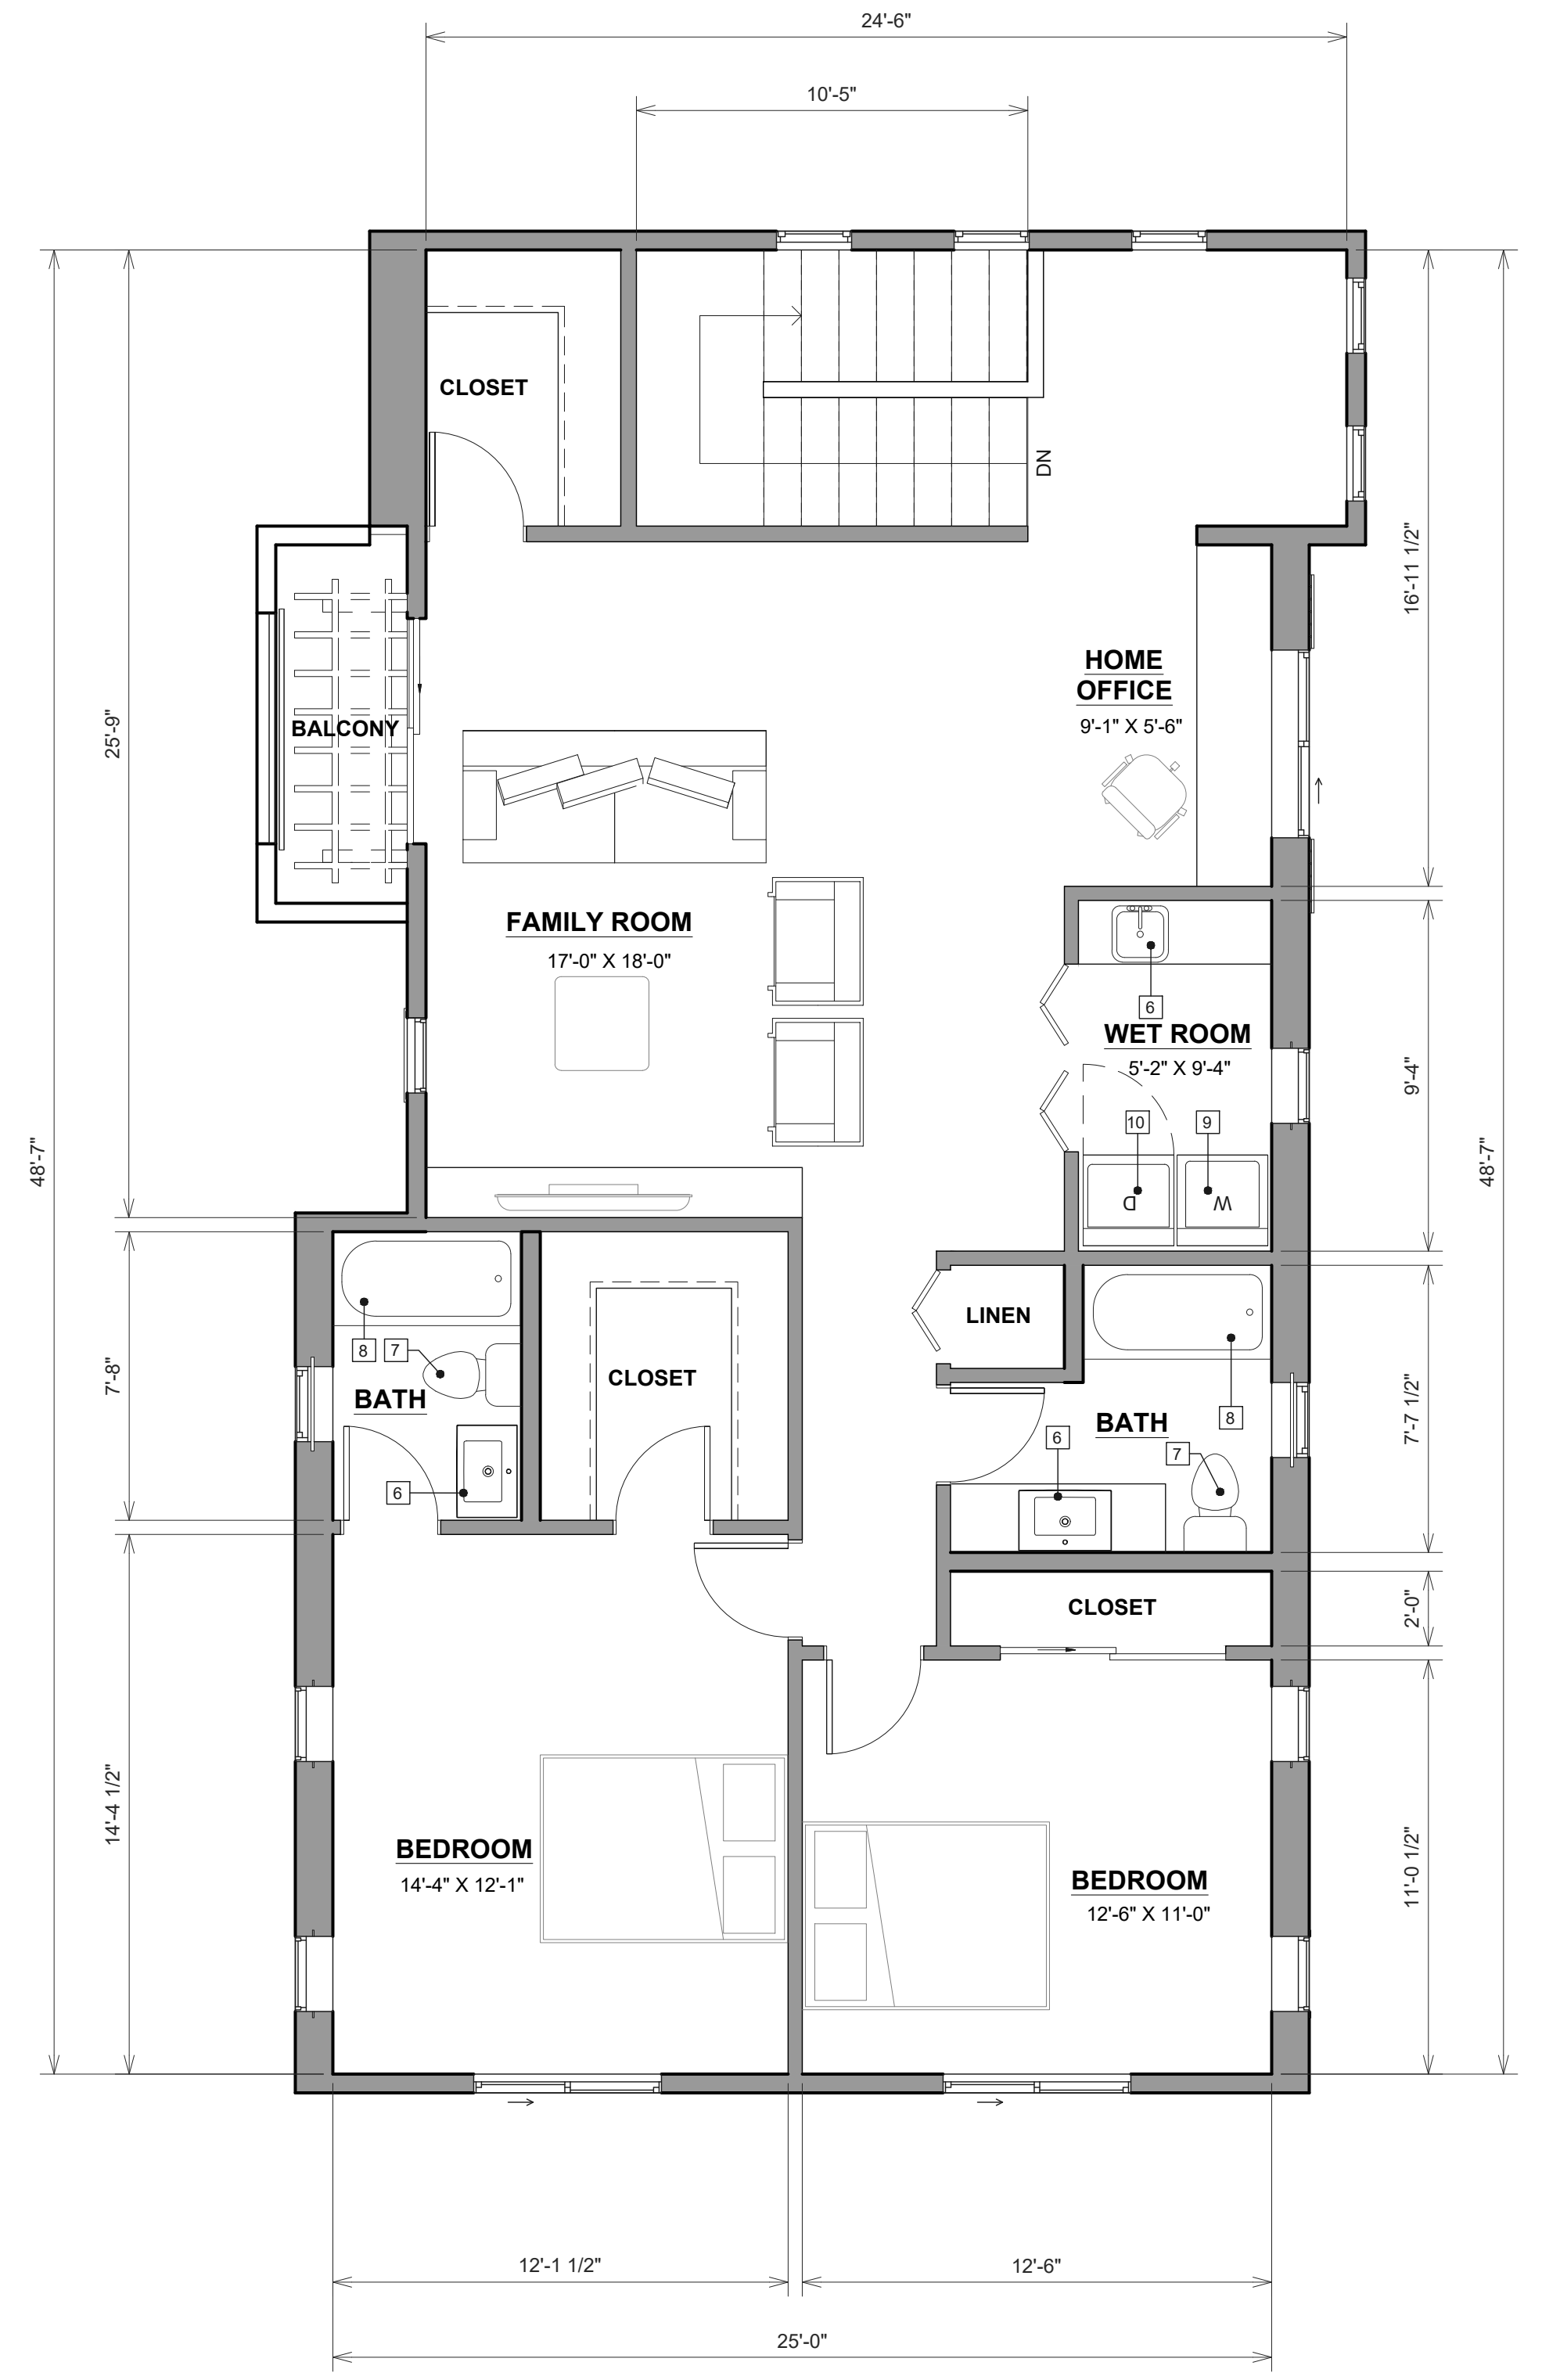 24'-6"
10'-5"
CLOSET
DN
16'-11 1/2"
HOME
OFFICE
9'-1" X 5'-6"
25'-9"
BALCONY
FAMILY ROOM
17'-0" X 18'-0"
6
WET ROOM
5'-2" X 9'-4"
9'-4"
10
9
D
W
48'-7"
48'-7"
LINEN
8
7
BATH
CLOSET
7'-8"
6
6
BATH
7
8
7'-7 1/2"
CLOSET
2'-0"
14'-4 1/2"
BEDROOM
14'-4" X 12'-1"
BEDROOM
12'-6" X 11'-0"
11'-0 1/2"
12'-1 1/2"
12'-6"
25'-0"